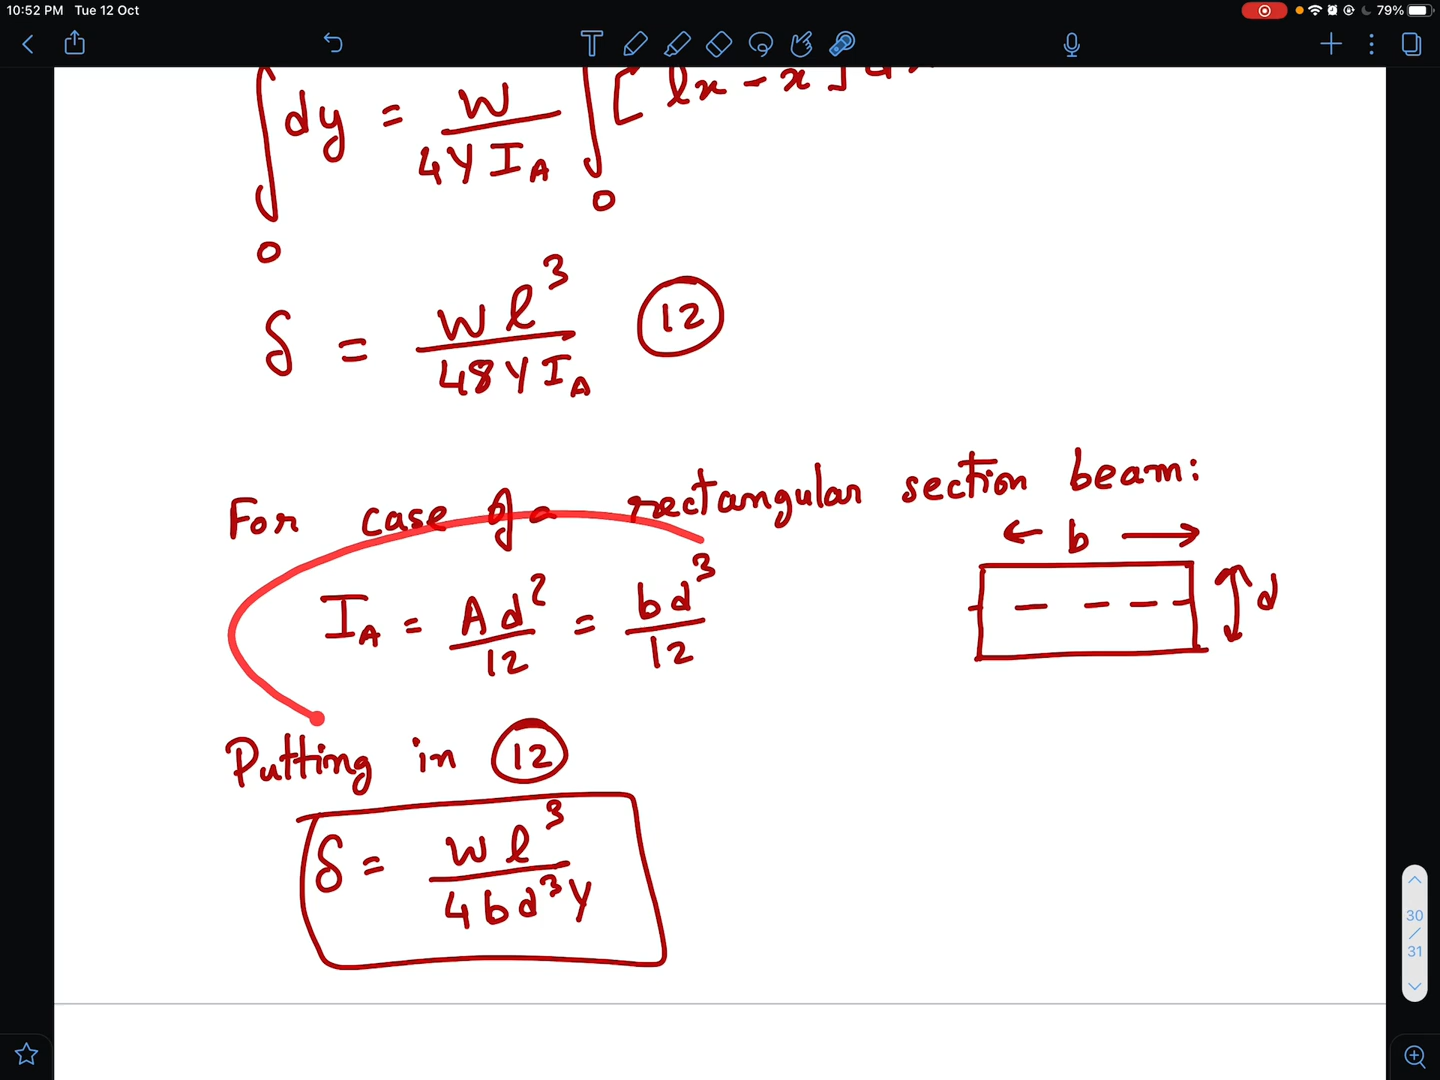 10:52 PM Tue 12 Oct
79%
∫ dy = W / 4YI_A ∫ [ lx - x
0 0
δ = Wl³ / 48YI_A (12)
For case of a rectangular section beam:
b
d
I_A = Ad² / 12 = bd³ / 12
Putting in (12)
δ = Wl³ / 4bd³Y
30
/
31